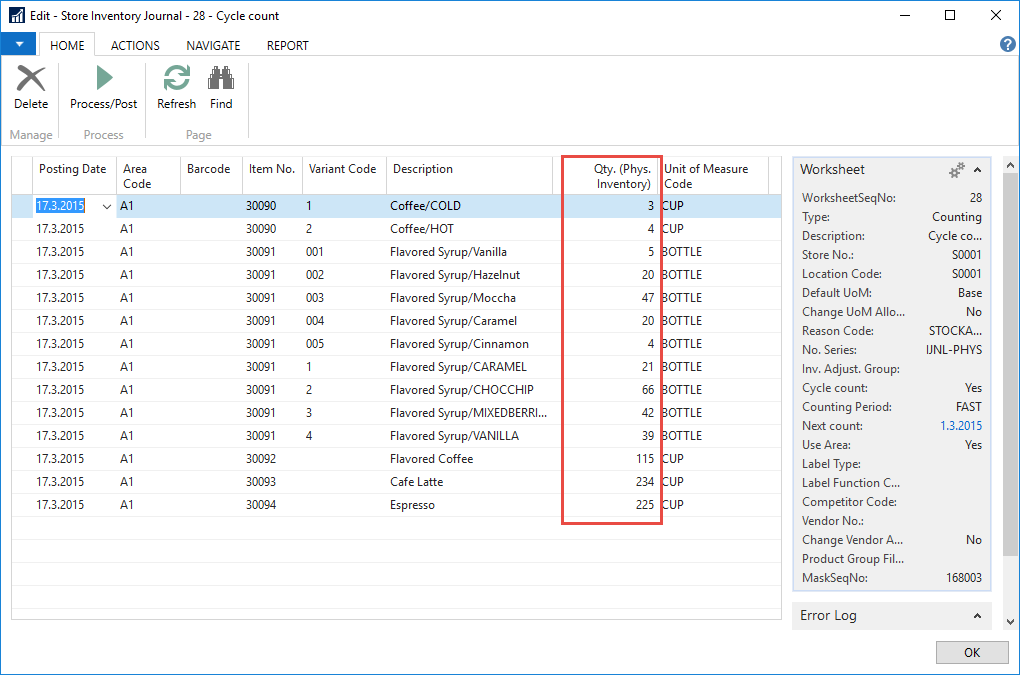 Edit - Store Inventory Journal - 28 - Cycle count
HOME ACTIONS NAVIGATE REPORT
Delete Process/Post Refresh Find
Manage Process Page
Posting Date Area Code Barcode Item No. Variant Code Description Qty. (Phys. Inventory) Unit of Measure Code
17.3.2015 A1 30090 1 Coffee/COLD 3 CUP
17.3.2015 A1 30090 2 Coffee/HOT 4 CUP
17.3.2015 A1 30091 001 Flavored Syrup/Vanilla 5 BOTTLE
17.3.2015 A1 30091 002 Flavored Syrup/Hazelnut 20 BOTTLE
17.3.2015 A1 30091 003 Flavored Syrup/Moccha 47 BOTTLE
17.3.2015 A1 30091 004 Flavored Syrup/Caramel 20 BOTTLE
17.3.2015 A1 30091 005 Flavored Syrup/Cinnamon 4 BOTTLE
17.3.2015 A1 30091 1 Flavored Syrup/CARAMEL 21 BOTTLE
17.3.2015 A1 30091 2 Flavored Syrup/CHOCCHIP 66 BOTTLE
17.3.2015 A1 30091 3 Flavored Syrup/MIXEDBERRI... 42 BOTTLE
17.3.2015 A1 30091 4 Flavored Syrup/VANILLA 39 BOTTLE
17.3.2015 A1 30092 Flavored Coffee 115 CUP
17.3.2015 A1 30093 Cafe Latte 234 CUP
17.3.2015 A1 30094 Espresso 225 CUP
Worksheet
WorksheetSeqNo: 28
Type: Counting
Description: Cycle co...
Store No.: S0001
Location Code: S0001
Default UoM: Base
Change UoM Allo... No
Reason Code: STOCKA...
No. Series: IJNL-PHYS
Inv. Adjust. Group:
Cycle count: Yes
Counting Period: FAST
Next count: 1.3.2015
Use Area: Yes
Label Type:
Label Function C...
Competitor Code:
Vendor No.:
Change Vendor A... No
Product Group Fil...
MaskSeqNo: 168003
Error Log
OK